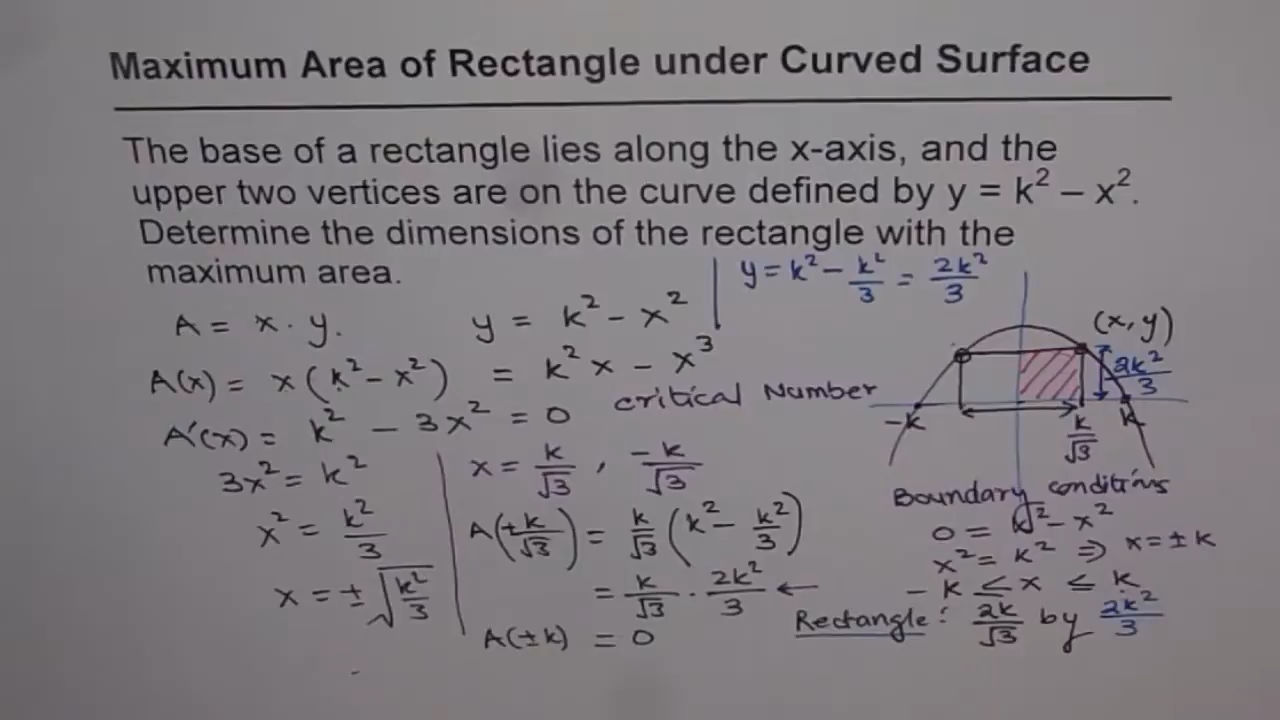 Maximum Area of Rectangle under Curved Surface
The base of a rectangle lies along the x-axis, and the
upper two vertices are on the curve defined by y = k² – x².
Determine the dimensions of the rectangle with the
maximum area.
y = k² - k²/3 = 2k²/3
A = x · y.
y = k² - x²
A(x) = x(k² - x²) = k²x - x³
A'(x) = k² - 3x² = 0
critical Number
3x² = k²
x² = k²/3
x = ± √(k²/3)
x = k/√3 , -k/√3
A(±k/√3) = k/√3 (k² - k²/3)
= k/√3 · 2k²/3 ←
A(±k) = 0
(x, y)
2k²/3
-k
k
k/√3
Boundary conditions
0 = k² - x²
x² = k² ⇒ x = ± k
- k ≤ x ≤ k
Rectangle: 2k/√3 by 2k²/3